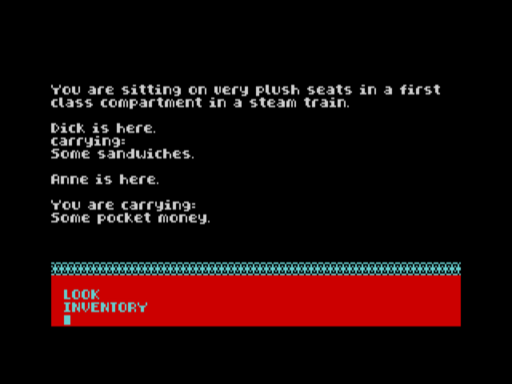 You are sitting on very plush seats in a first
class compartment in a steam train.
Dick is here.
carrying:
Some sandwiches.
Anne is here.
You are carrying:
Some pocket money.
LOOK
INVENTORY